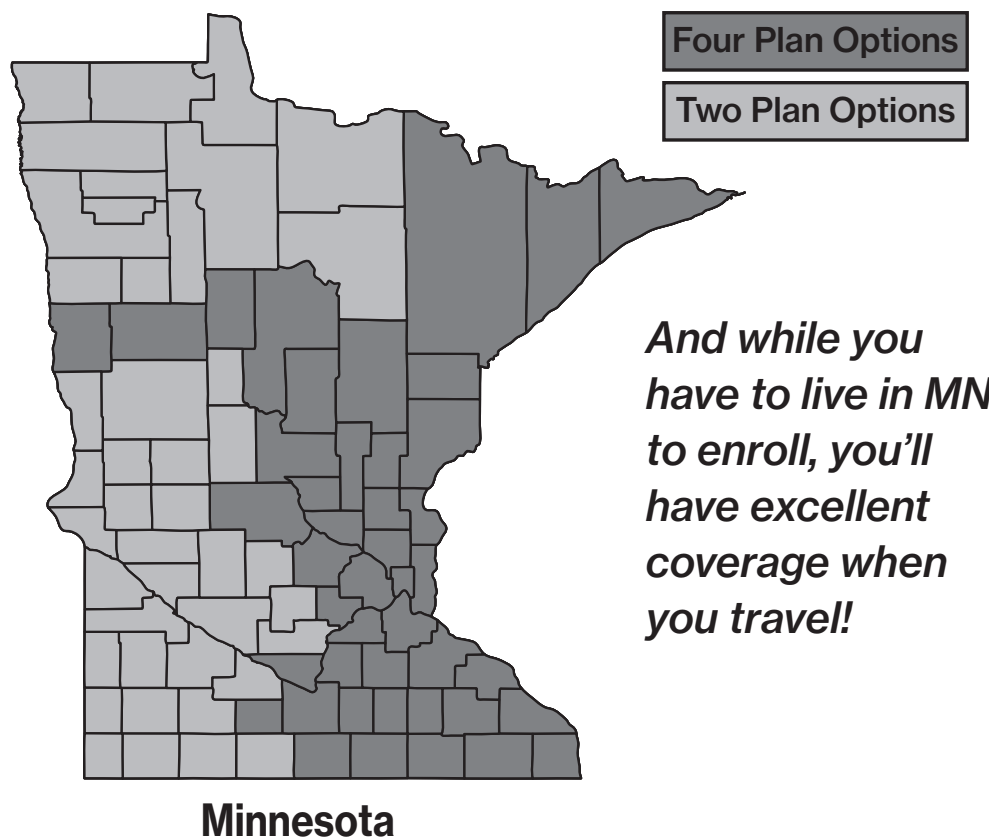 Four Plan Options
Two Plan Options
And while you
have to live in MN
to enroll, you’ll
have excellent
coverage when
you travel!
Minnesota